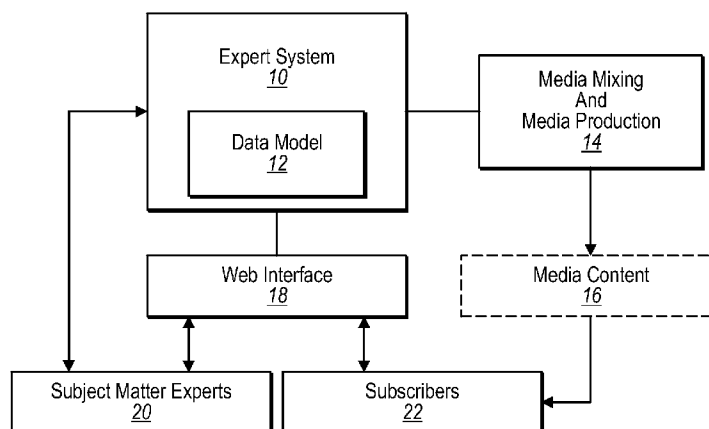 Expert System
10
Data Model
12
Media Mixing
And
Media Production
14
Web Interface
18
Media Content
16
Subject Matter Experts
20
Subscribers
22